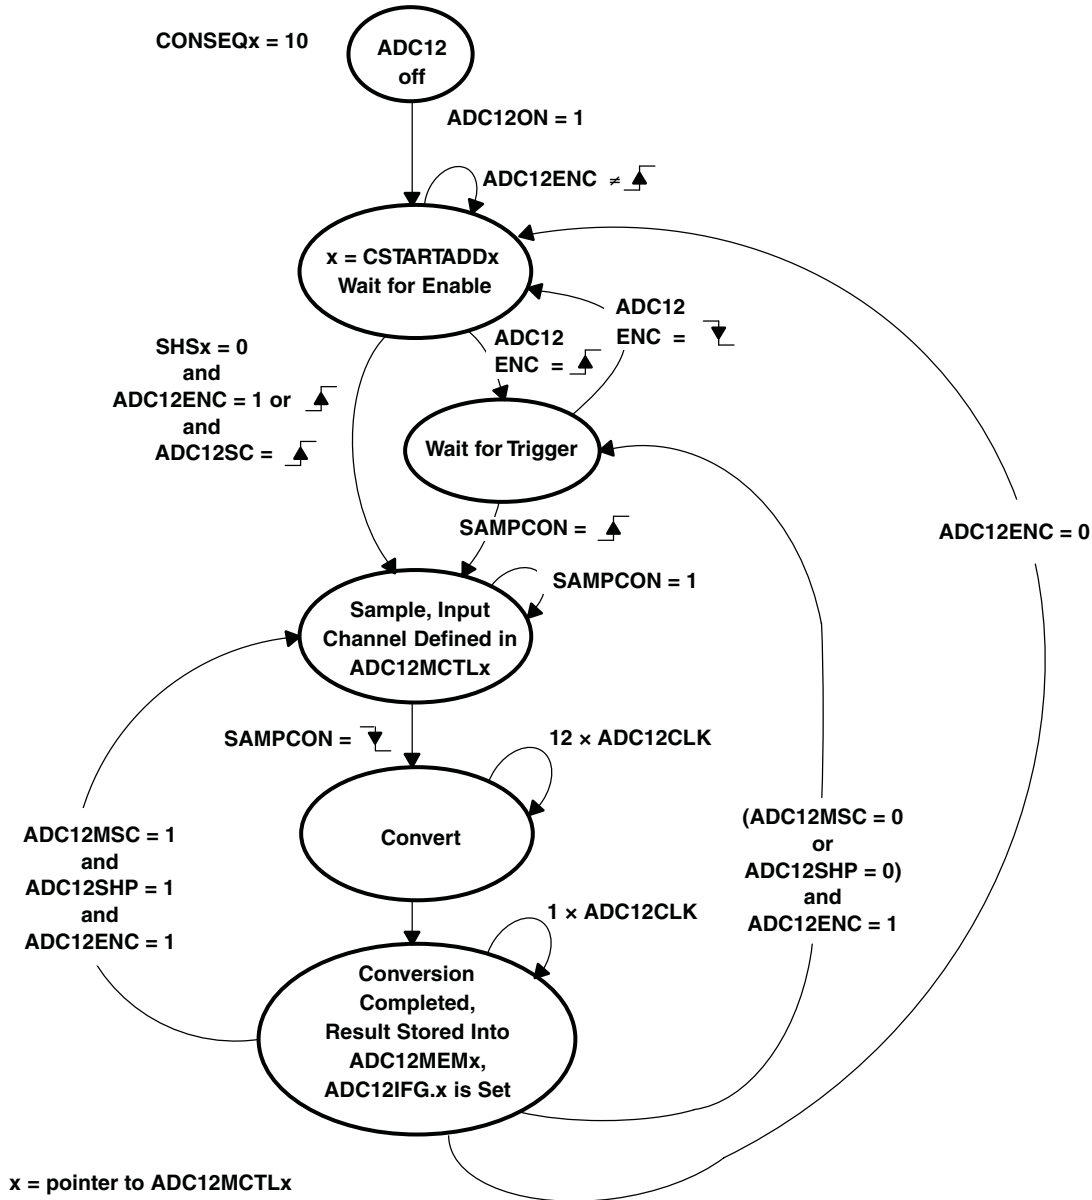 CONSEQx = 10
ADC12
off
ADC12ON = 1
ADC12ENC ≠
x = CSTARTADDx
Wait for Enable
ADC12
ENC =
ADC12
ENC =
SHSx = 0
and
ADC12ENC = 1 or
and
ADC12SC =
Wait for Trigger
SAMPCON =
ADC12ENC = 0
SAMPCON = 1
Sample, Input
Channel Defined in
ADC12MCTLx
SAMPCON =
12 × ADC12CLK
Convert
ADC12MSC = 1
and
ADC12SHP = 1
and
ADC12ENC = 1
(ADC12MSC = 0
or
ADC12SHP = 0)
and
ADC12ENC = 1
1 × ADC12CLK
Conversion
Completed,
Result Stored Into
ADC12MEMx,
ADC12IFG.x is Set
x = pointer to ADC12MCTLx